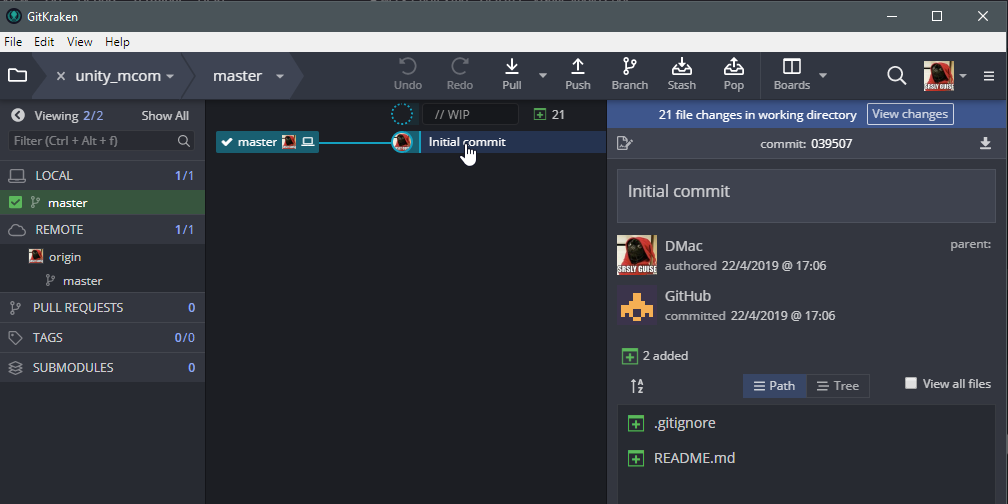 GitKraken
File Edit View Help
unity_mcom master Undo Redo Pull Push Branch Stash Pop Boards
Viewing 2/2 Show All
Filter (Ctrl + Alt + f)
LOCAL 1/1
master
REMOTE 1/1
origin
master
PULL REQUESTS 0
TAGS 0/0
SUBMODULES 0
// WIP 21
master Initial commit
21 file changes in working directory View changes
commit: 039507
Initial commit
SRSLY GUISE
DMac parent:
authored 22/4/2019 @ 17:06
GitHub
committed 22/4/2019 @ 17:06
2 added
Path Tree View all files
.gitignore
README.md